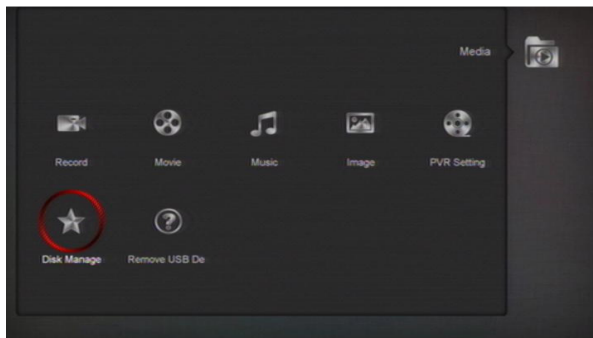 Media
Record Movie Music Image PVR Setting
Disk Manage Remove USB De